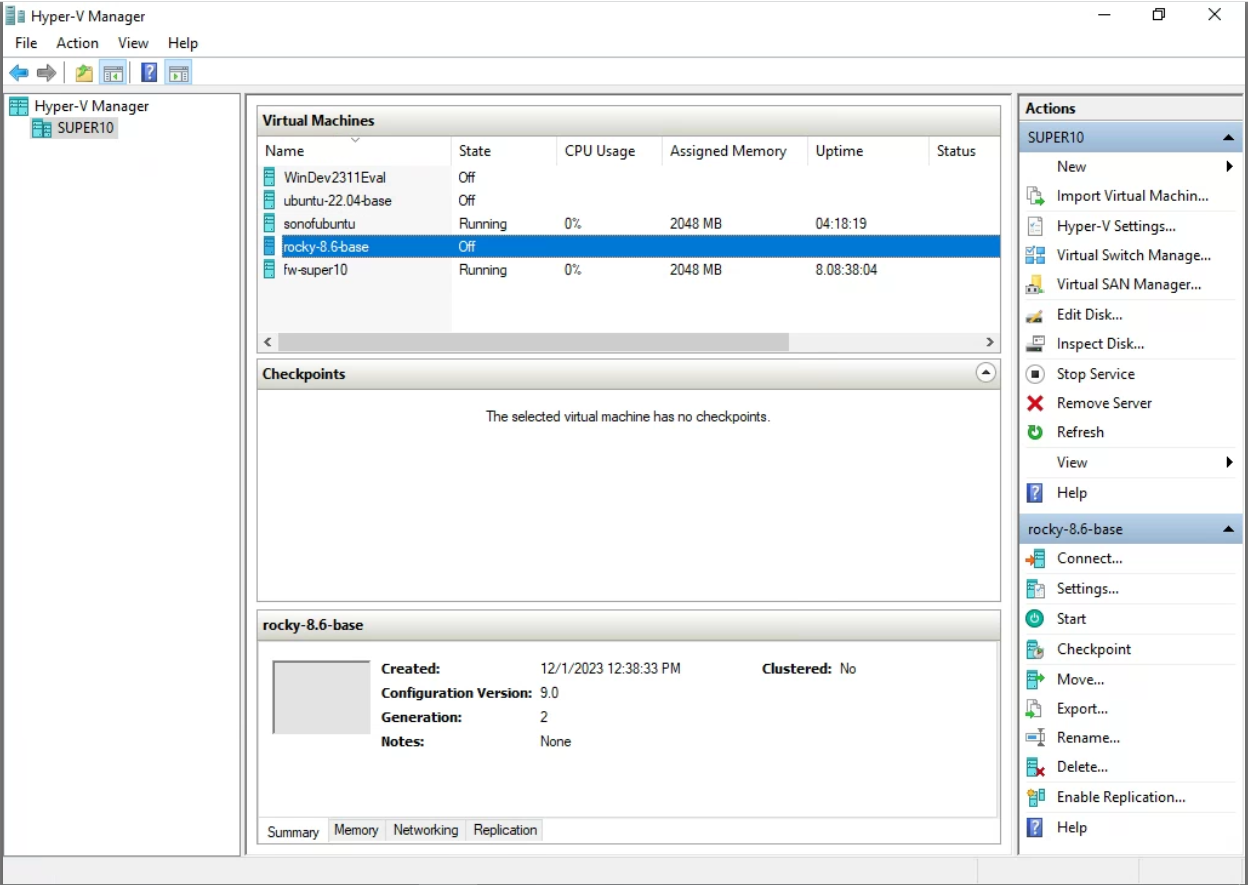 Hyper-V Manager
File Action View Help
Hyper-V Manager
SUPER10
Virtual Machines
Name State CPU Usage Assigned Memory Uptime Status
WinDev2311Eval Off
ubuntu-22.04-base Off
sonofubuntu Running 0% 2048 MB 04:18:19
rocky-8.6-base Off
fw-super10 Running 0% 2048 MB 8.08:38:04
Checkpoints
The selected virtual machine has no checkpoints.
rocky-8.6-base
Created: 12/1/2023 12:38:33 PM Clustered: No
Configuration Version: 9.0
Generation: 2
Notes: None
Summary Memory Networking Replication
Actions
SUPER10
New
Import Virtual Machin...
Hyper-V Settings...
Virtual Switch Manage...
Virtual SAN Manager...
Edit Disk...
Inspect Disk...
Stop Service
Remove Server
Refresh
View
Help
rocky-8.6-base
Connect...
Settings...
Start
Checkpoint
Move...
Export...
Rename...
Delete...
Enable Replication...
Help